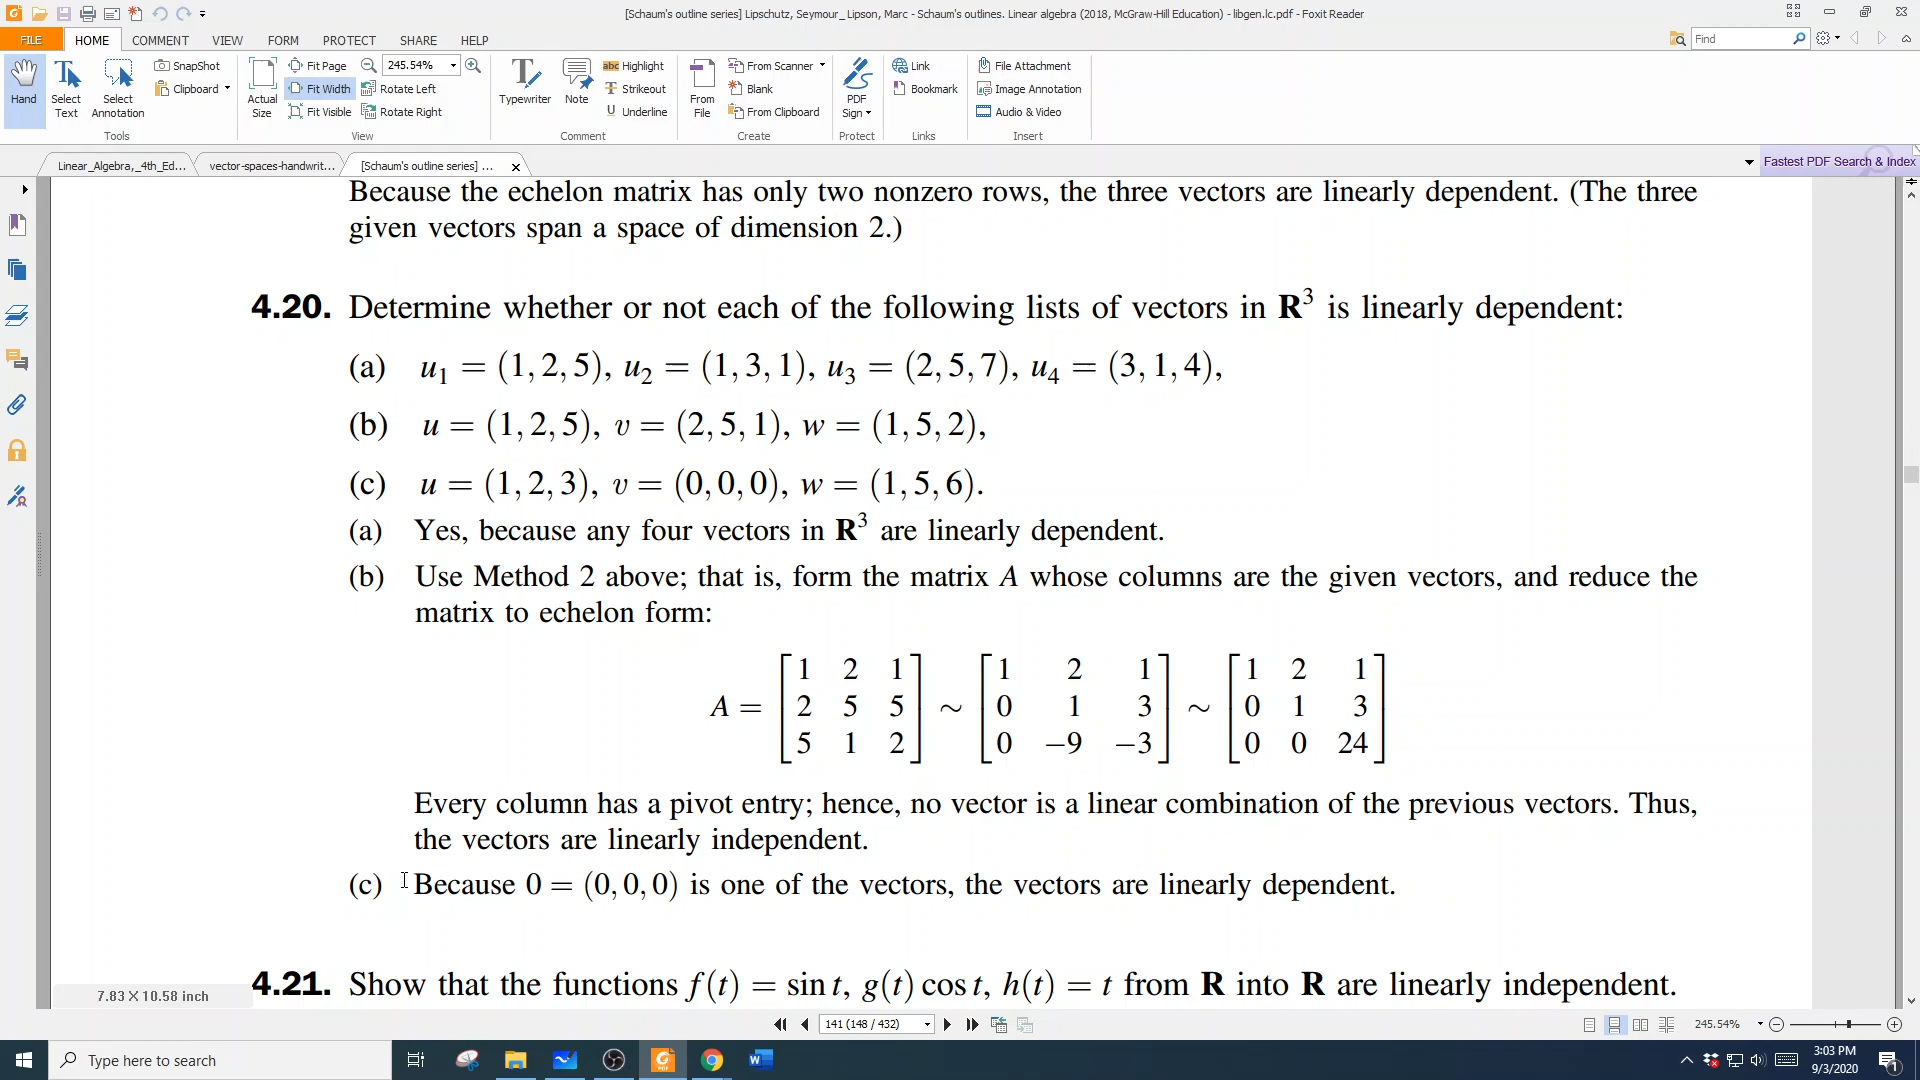 [Schaum's outline series] Lipschutz, Seymour_ Lipson, Marc - Schaum's outlines. Linear algebra (2018, McGraw-Hill Education) - libgen.lc.pdf - Foxit Reader
FILE HOME COMMENT VIEW FORM PROTECT SHARE HELP Find
Hand
Select Text
Select Annotation
SnapShot
Clipboard
Tools
Actual Size
Fit Page
Fit Width
Fit Visible
245.54%
Rotate Left
Rotate Right
View
Typewriter
Note
abc Highlight
Strikeout
Underline
Comment
From File
From Scanner
Blank
From Clipboard
Create
PDF Sign
Protect
Link
Bookmark
Links
File Attachment
Image Annotation
Audio & Video
Insert
Linear_Algebra,_4th_Ed... vector-spaces-handwrit... [Schaum's outline series] ... Fastest PDF Search & Index
Because the echelon matrix has only two nonzero rows, the three vectors are linearly dependent. (The three
given vectors span a space of dimension 2.)
4.20. Determine whether or not each of the following lists of vectors in R³ is linearly dependent:
(a) u₁ = (1, 2, 5), u₂ = (1, 3, 1), u₃ = (2, 5, 7), u₄ = (3, 1, 4),
(b) u = (1, 2, 5), v = (2, 5, 1), w = (1, 5, 2),
(c) u = (1, 2, 3), v = (0, 0, 0), w = (1, 5, 6).
(a) Yes, because any four vectors in R³ are linearly dependent.
(b) Use Method 2 above; that is, form the matrix A whose columns are the given vectors, and reduce the
matrix to echelon form:
1 2 1 1 2 1 1 2 1
A = 2 5 5 ~ 0 1 3 ~ 0 1 3
5 1 2 0 −9 −3 0 0 24
Every column has a pivot entry; hence, no vector is a linear combination of the previous vectors. Thus,
the vectors are linearly independent.
(c) Because 0 = (0, 0, 0) is one of the vectors, the vectors are linearly dependent.
4.21. Show that the functions f(t) = sin t, g(t) cos t, h(t) = t from R into R are linearly independent.
7.83 X 10.58 inch
141 (148 / 432) 245.54%
Type here to search
3:03 PM
9/3/2020